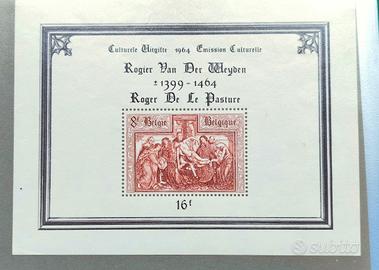 Culturele Uitgifte 1964 Emission Culturelle
Rogier Van Der Weyden
± 1399 - 1464
Roger De Le Pasture
8F België Belgique
16f
subito